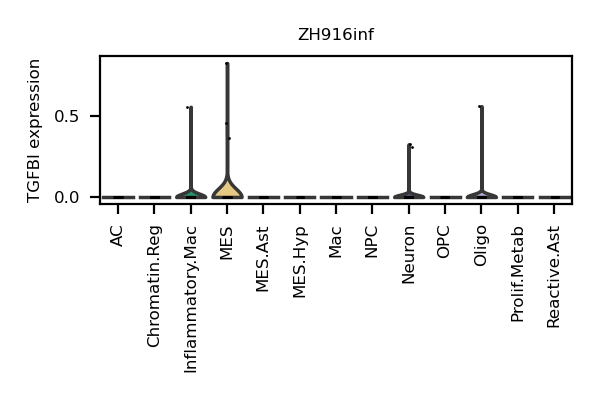 ZH916inf
TGFBI expression
0.5
0.0
AC
Chromatin.Reg
Inflammatory.Mac
MES
MES.Ast
MES.Hyp
Mac
NPC
Neuron
OPC
Oligo
Prolif.Metab
Reactive.Ast